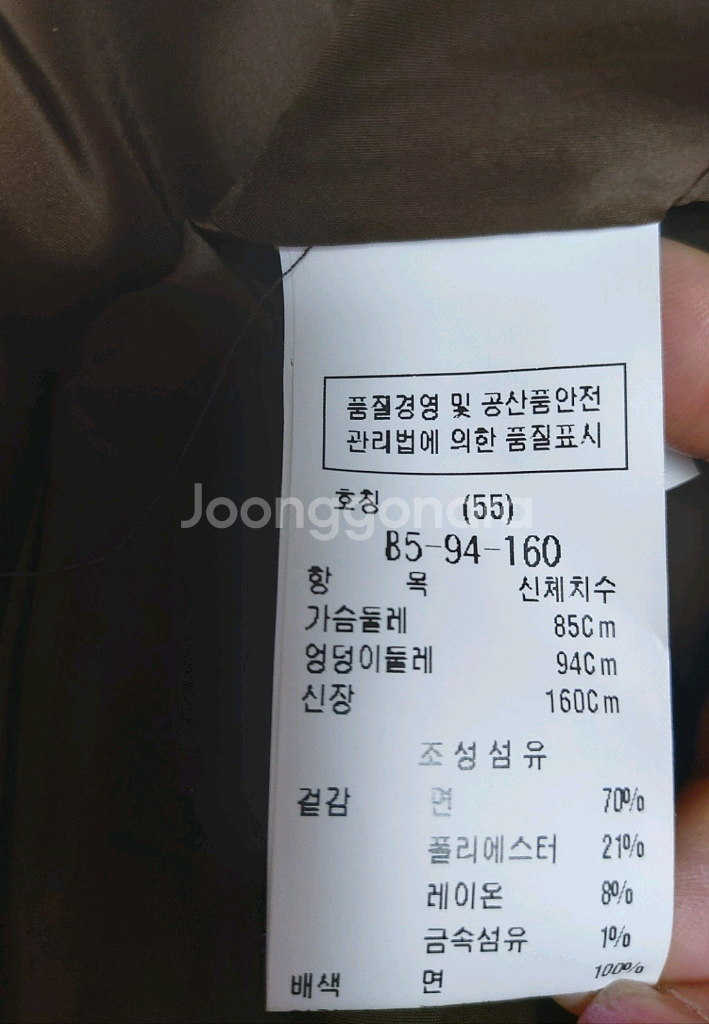 품질경영 및 공산품안전
관리법에 의한 품질표시
호칭 (55)
Joonggonara
85-94-160
항 목 신체치수
가슴둘레 85Cm
엉덩이둘레 94Cm
신장 160Cm
조성섬유
겉감 면 70%
폴리에스터 21%
레이온 8%
금속섬유 1%
배색 면 100%